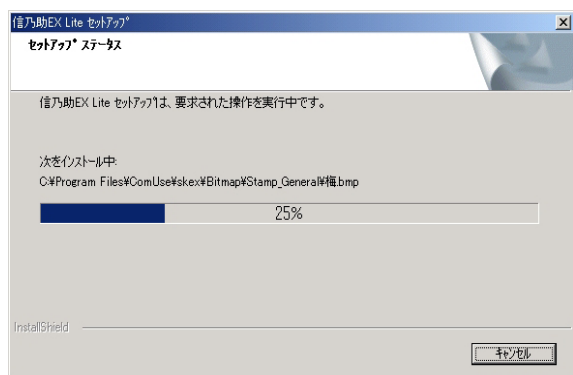 信乃助EX Lite セットアップ
セットアップ ステータス
信乃助EX Lite セットアップは、要求された操作を実行中です。
次をインストール中:
C:¥Program Files¥ComUse¥skex¥Bitmap¥Stamp_General¥梅.bmp
25%
InstallShield
キャンセル